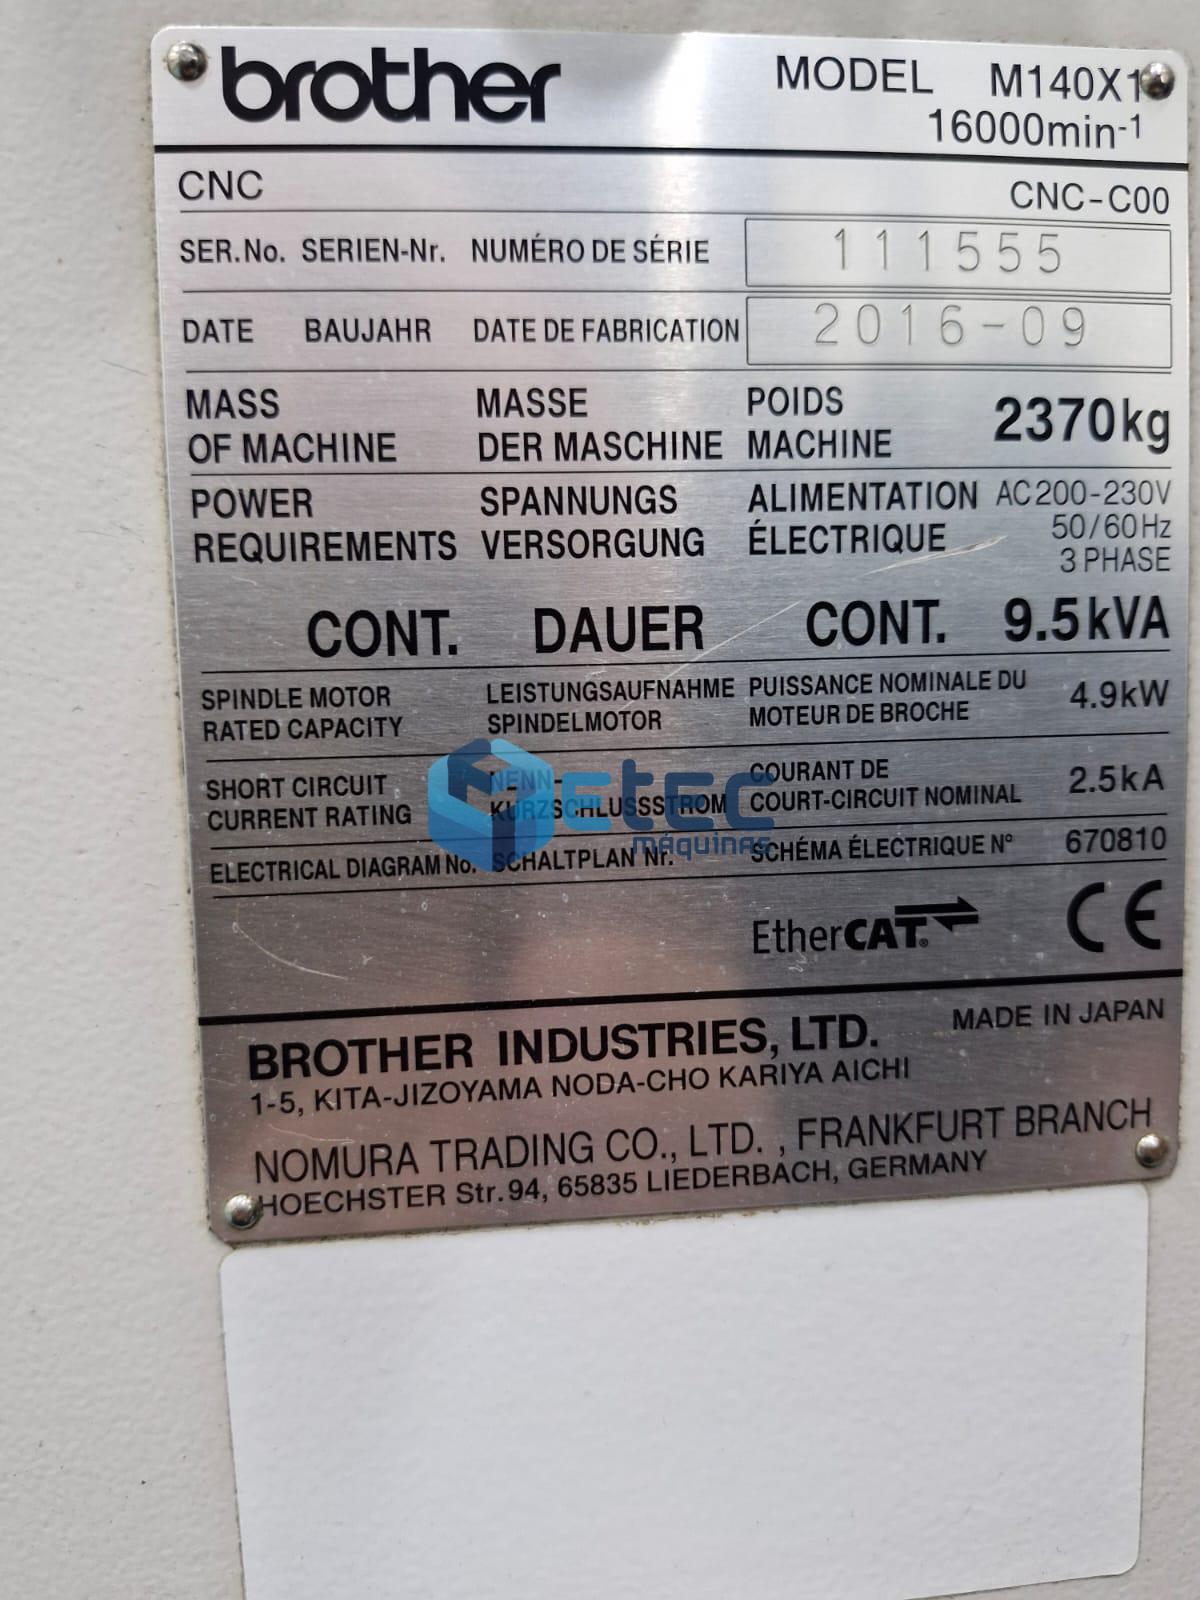 brother MODEL M140X1
16000min-1
CNC CNC-C00
SER.No. SERIEN-Nr. NUMÉRO DE SÉRIE 111555
DATE BAUJAHR DATE DE FABRICATION 2016-09
MASS MASSE POIDS
OF MACHINE DER MASCHINE MACHINE 2370kg
POWER SPANNUNGS ALIMENTATION AC200-230V
REQUIREMENTS VERSORGUNG ÉLECTRIQUE 50/60Hz
3 PHASE
CONT. DAUER CONT. 9.5kVA
SPINDLE MOTOR LEISTUNGSAUFNAHME PUISSANCE NOMINALE DU 4.9kW
RATED CAPACITY SPINDELMOTOR MOTEUR DE BROCHE
SHORT CIRCUIT NENN- COURANT DE 2.5kA
CURRENT RATING KURZSCHLUSSSTROM COURT-CIRCUIT NOMINAL
ELECTRICAL DIAGRAM No. SCHALTPLAN Nr. SCHÉMA ÉLECTRIQUE N° 670810
etec
máquinas
EtherCAT® CE
BROTHER INDUSTRIES, LTD. MADE IN JAPAN
1-5, KITA-JIZOYAMA NODA-CHO KARIYA AICHI
NOMURA TRADING CO., LTD. , FRANKFURT BRANCH
HOECHSTER Str. 94, 65835 LIEDERBACH, GERMANY